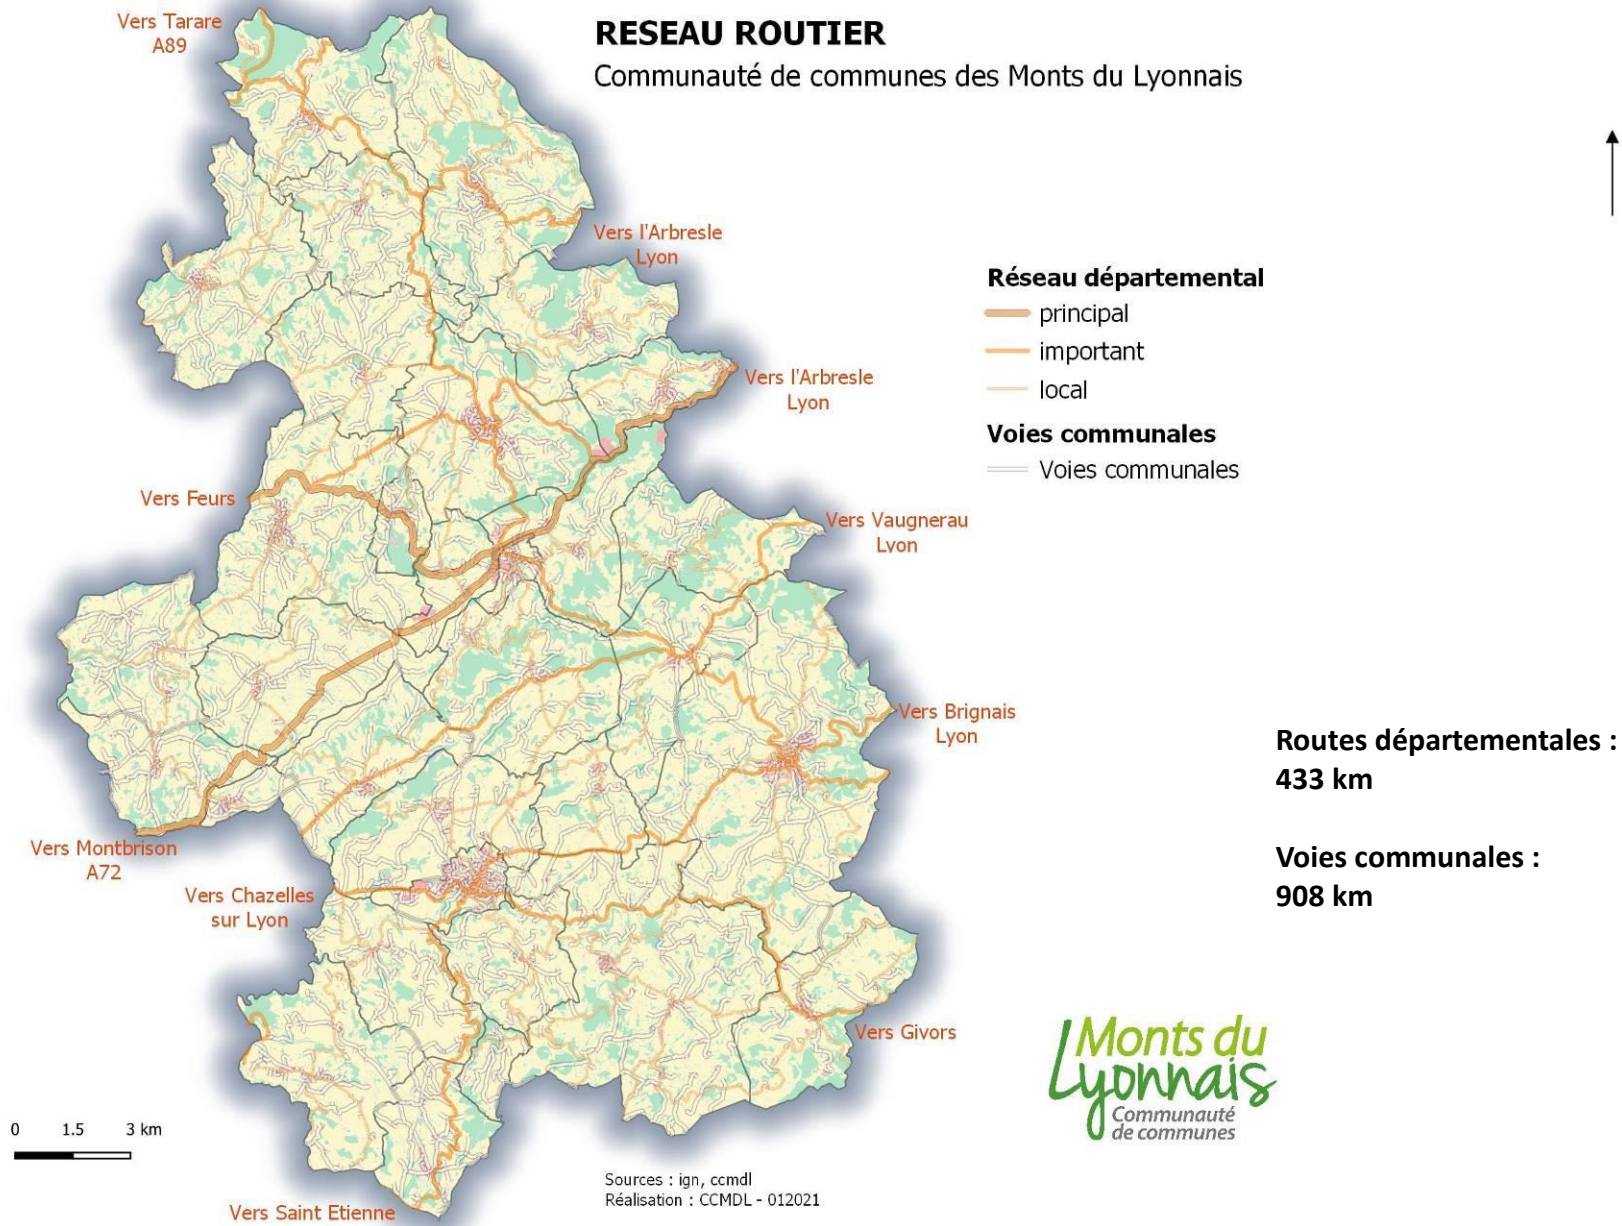 RESEAU ROUTIER
Communauté de communes des Monts du Lyonnais
Vers Tarare
A89
Vers l'Arbresle
Lyon
Vers l'Arbresle
Lyon
Vers Feurs
Vers Vaugnerau
Lyon
Vers Brignais
Lyon
Vers Montbrison
A72
Vers Chazelles
sur Lyon
Vers Givors
Vers Saint Etienne
Réseau départemental
principal
important
local
Voies communales
Voies communales
Routes départementales :
433 km
Voies communales :
908 km
Monts du
Lyonnais
Communauté
de communes
0 1.5 3 km
Sources : ign, ccmdl
Réalisation : CCMDL - 012021